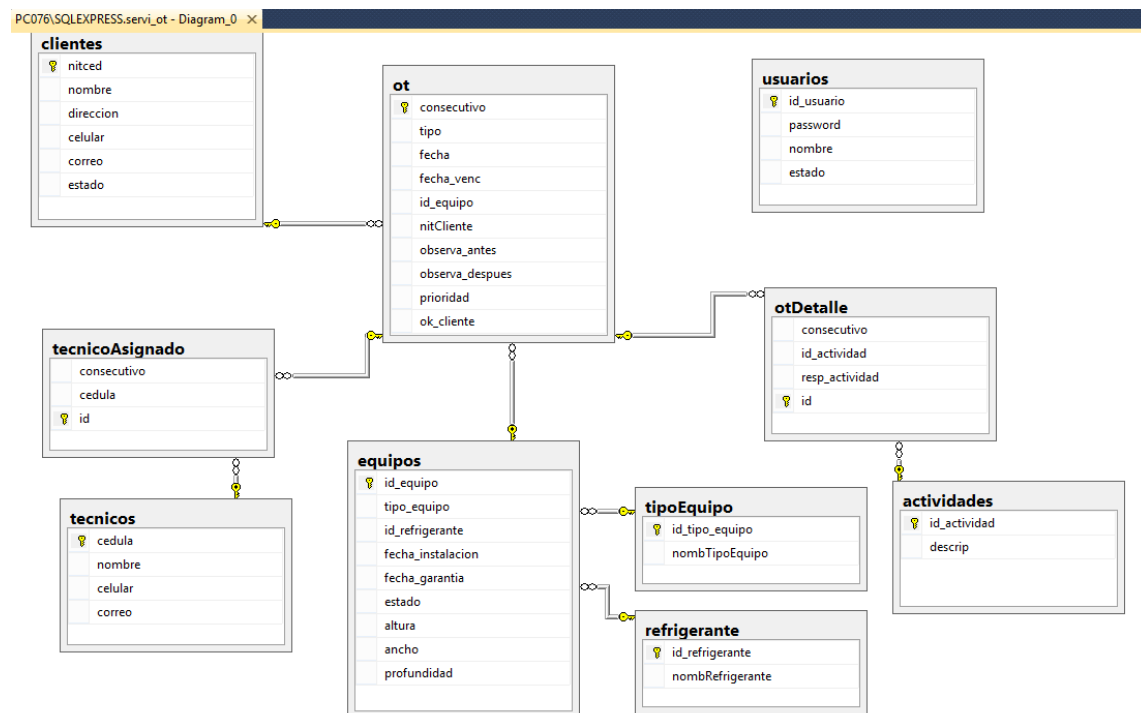 PC076\SQLEXPRESS.servi_ot - Diagram_0 ×
clientes
nitced
nombre
direccion
celular
correo
estado
ot
consecutivo
tipo
fecha
fecha_venc
id_equipo
nitCliente
observa_antes
observa_despues
prioridad
ok_cliente
usuarios
id_usuario
password
nombre
estado
tecnicoAsignado
consecutivo
cedula
id
otDetalle
consecutivo
id_actividad
resp_actividad
id
tecnicos
cedula
nombre
celular
correo
equipos
id_equipo
tipo_equipo
id_refrigerante
fecha_instalacion
fecha_garantia
estado
altura
ancho
profundidad
tipoEquipo
id_tipo_equipo
nombTipoEquipo
refrigerante
id_refrigerante
nombRefrigerante
actividades
id_actividad
descrip